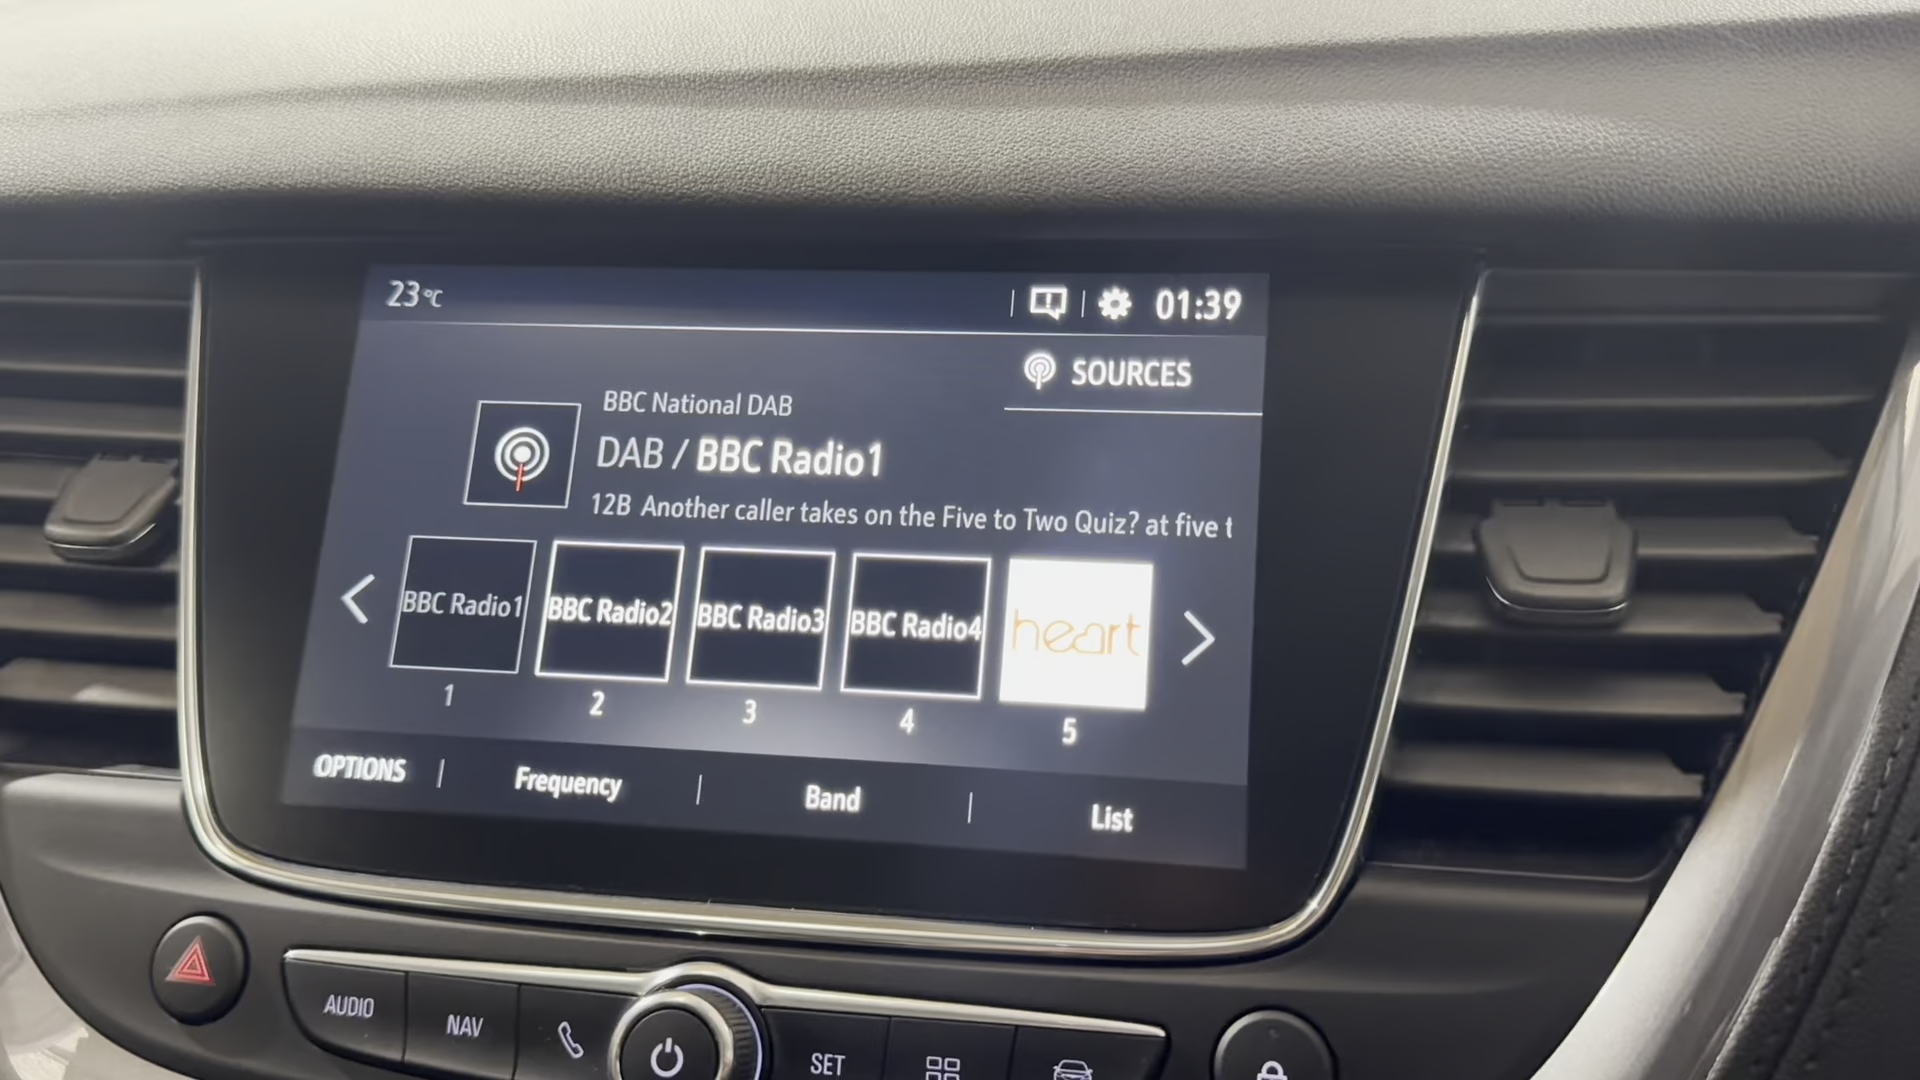 23°C
01:39
SOURCES
BBC National DAB
DAB / BBC Radio1
12B Another caller takes on the Five to Two Quiz? at five t
BBC Radio1
BBC Radio2
BBC Radio3
BBC Radio4
heart
1
2
3
4
5
OPTIONS
Frequency
Band
List
AUDIO
NAV
SET